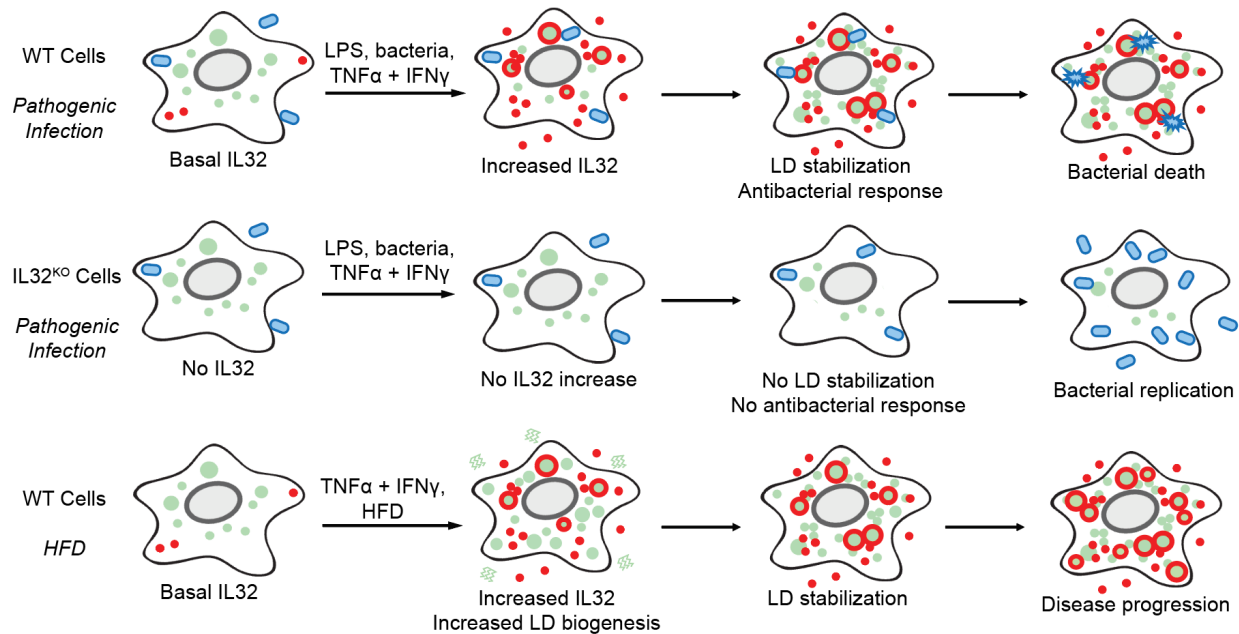 WT Cells
Pathogenic
Infection
LPS, bacteria,
TNFα + IFNγ
Basal IL32
Increased IL32
LD stabilization
Antibacterial response
Bacterial death
IL32ᴷᴼ Cells
Pathogenic
Infection
LPS, bacteria,
TNFα + IFNγ
No IL32
No IL32 increase
No LD stabilization
No antibacterial response
Bacterial replication
WT Cells
HFD
TNFα + IFNγ,
HFD
Basal IL32
Increased IL32
Increased LD biogenesis
LD stabilization
Disease progression